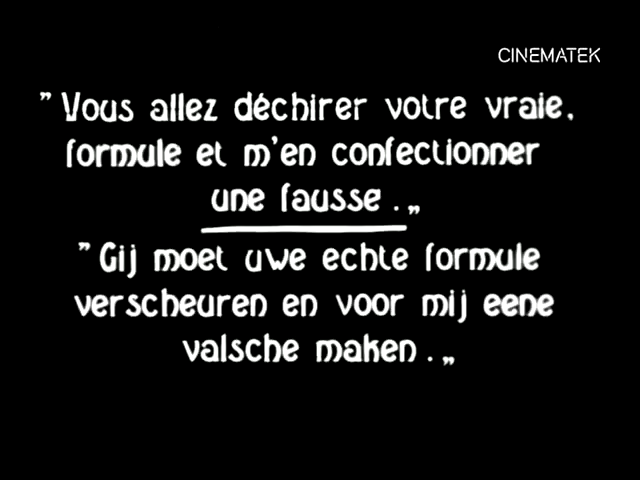 CINEMATEK
"Vous allez déchirer votre vraie.
formule et m'en confectionner
une fausse.„
"Gij moet uwe echte formule
verscheuren en voor mij eene
valsche maken.„